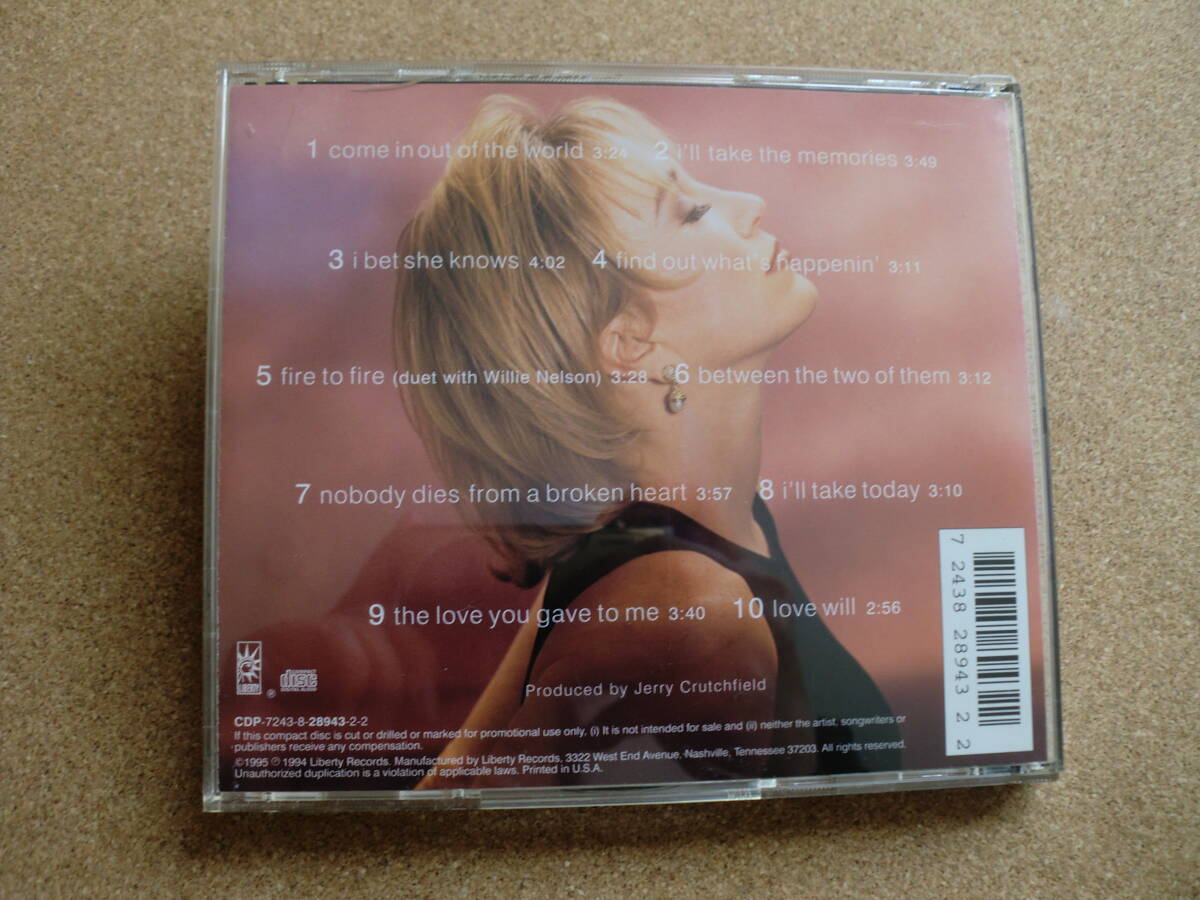 1 come in out of the world 3:24 2 i'll take the memories 3:49
3 i bet she knows 4:02 4 find out what's happenin' 3:11
5 fire to fire (duet with Willie Nelson) 3:28 6 between the two of them 3:12
7 nobody dies from a broken heart 3:57 8 i'll take today 3:10
9 the love you gave to me 3:40 10 love will 2:56
Produced by Jerry Crutchfield
LIBERTY
®
COMPACT
disc
DIGITAL AUDIO
CDP-7243-8-28943-2-2
If this compact disc is cut or drilled or marked for promotional use only, (i) It is not intended for sale and (ii) neither the artist, songwriters or
publishers receive any compensation.
©1995 ℗ 1994 Liberty Records. Manufactured by Liberty Records, 3322 West End Avenue, Nashville, Tennessee 37203. All rights reserved.
Unauthorized duplication is a violation of applicable laws. Printed in U.S.A.
7 2438 28943 2 2